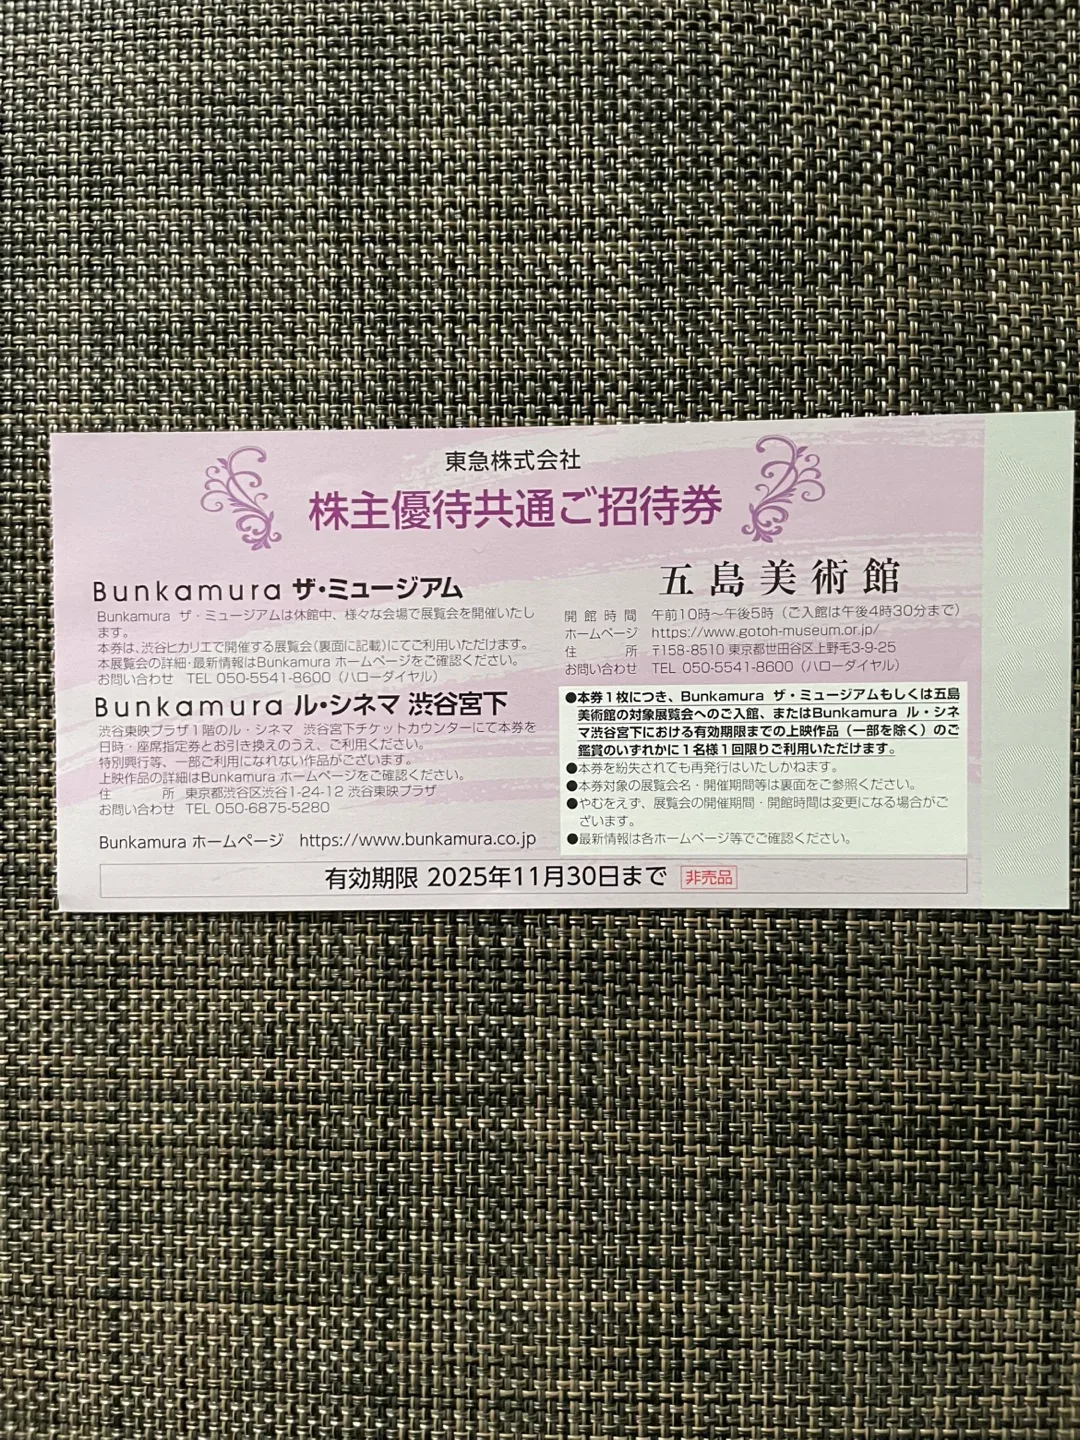 東急株式会社
株主優待共通ご招待券
Bunkamura ザ・ミュージアム
Bunkamura ザ・ミュージアムは休館中、様々な会場で展覧会を開催いたし
ます。
本券は、渋谷ヒカリエで開催する展覧会(裏面に記載)にてご利用いただけます。
本展覧会の詳細・最新情報はBunkamura ホームページをご確認ください。
お問い合わせ TEL 050-5541-8600(ハローダイヤル)
Bunkamura ル・シネマ 渋谷宮下
渋谷東映プラザ1階のル・シネマ 渋谷宮下チケットカウンターにて本券を
日時・座席指定券とお引き換えのうえ、ご利用ください。
特別興行等、一部ご利用になれない作品がございます。
上映作品の詳細はBunkamura ホームページをご確認ください。
住 所 東京都渋谷区渋谷1-24-12 渋谷東映プラザ
お問い合わせ TEL 050-6875-5280
Bunkamura ホームページ https://www.bunkamura.co.jp
五島美術館
開館時間 午前10時〜午後5時(ご入館は午後4時30分まで)
ホームページ https://www.gotoh-museum.or.jp/
住 所 〒158-8510 東京都世田谷区上野毛3-9-25
お問い合わせ TEL 050-5541-8600(ハローダイヤル)
●本券1枚につき、Bunkamura ザ・ミュージアムもしくは五島
美術館の対象展覧会へのご入館、またはBunkamura ル・シネ
マ渋谷宮下における有効期限までの上映作品(一部を除く)のご
鑑賞のいずれかに1名様1回限りご利用いただけます。
●本券を紛失されても再発行はいたしかねます。
●本券対象の展覧会名・開催期間等は裏面をご参照ください。
●やむをえず、展覧会の開催期間・開館時間は変更になる場合がご
ざいます。
●最新情報は各ホームページ等でご確認ください。
有効期限 2025年11月30日まで 非売品